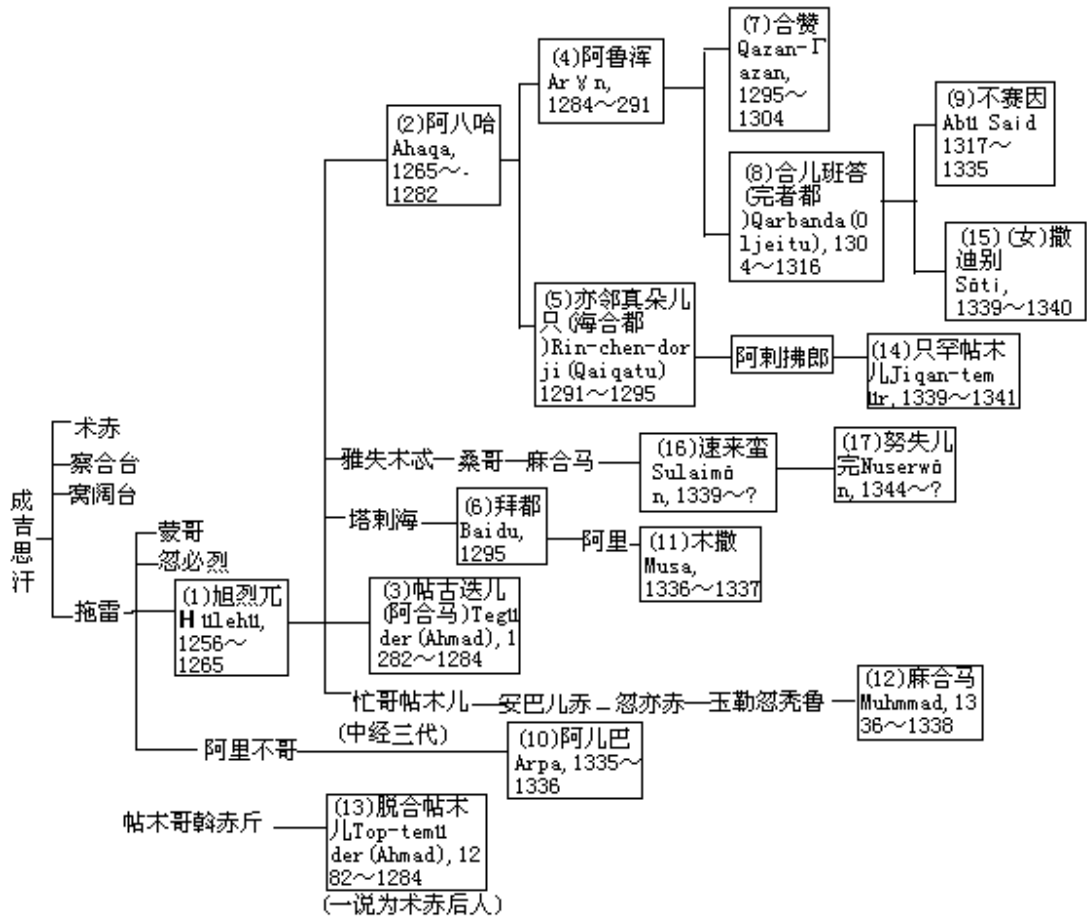 (7)合赞
Qazan-Γ
azan,
1295～
1304
(4)阿鲁浑
Arɣn,
1284～291
(9)不赛因
Abū Said
1317～
1335
(2)阿八哈
Ahaqa,
1265～-
1282
(8)合儿班答
(完者都
)Qarbanda(O
ljeitu),130
4～1316
(15)(女)撒
迪别
Sāti,
1339～1340
(5)亦邻真朵儿
只(海合都
)Rin-chen-dor
ji(Qaiqatu)
1291～1295
阿剌拂郎
(14)只罕帖木
儿Jiqan-tem
ūr,1339～1341
成吉思汗
术赤
察合台
窝阔台
拖雷
蒙哥
忽必烈
(1)旭烈兀
Hūlehū,
1256～
1265
雅失术忒
桑哥
麻合马
(16)速来蛮
Sulaimā
n,1339～?
(17)努失儿
完Nuserwā
n,1344～?
塔剌海
(6)拜都
Baidu,
1295
阿里
(11)木撒
Musa,
1336～1337
(3)帖古迭儿
(阿合马)Tegū
der(Ahmad),1
282～1284
忙哥帖木儿
安巴儿赤
忽亦赤
玉勒忽秃鲁
(12)麻合马
Muhmmad,13
36～1338
阿里不哥
(中经三代)
(10)阿儿巴
Arpa,1335～
1336
帖木哥斡赤斤
(13)脱合帖木
儿Top-temū
der(Ahmad),12
82～1284
(一说为术赤后人)